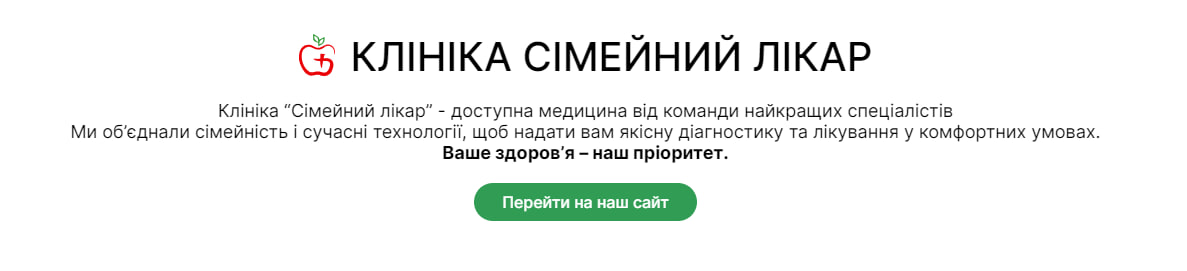 КЛІНІКА СІМЕЙНИЙ ЛІКАР
Клініка “Сімейний лікар” - доступна медицина від команди найкращих спеціалістів
Ми об’єднали сімейність і сучасні технології, щоб надати вам якісну діагностику та лікування у комфортних умовах.
Ваше здоров’я – наш пріоритет.
Перейти на наш сайт